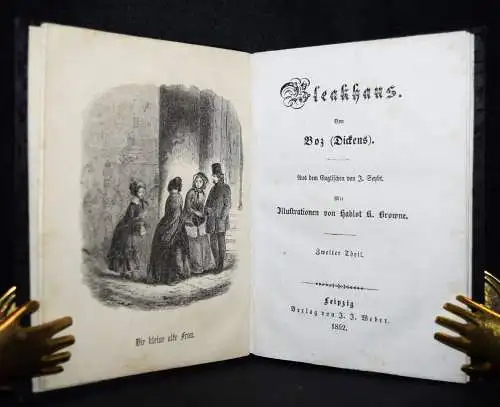 Die kleine alte Frau.
Bleakhaus.
Von
Boz (Dickens).
Aus dem Englischen von J. Seybt.
Mit
Illustrationen von Hablot K. Browne.
Zweiter Theil.
Leipzig
Verlag von J. J. Weber.
1852.